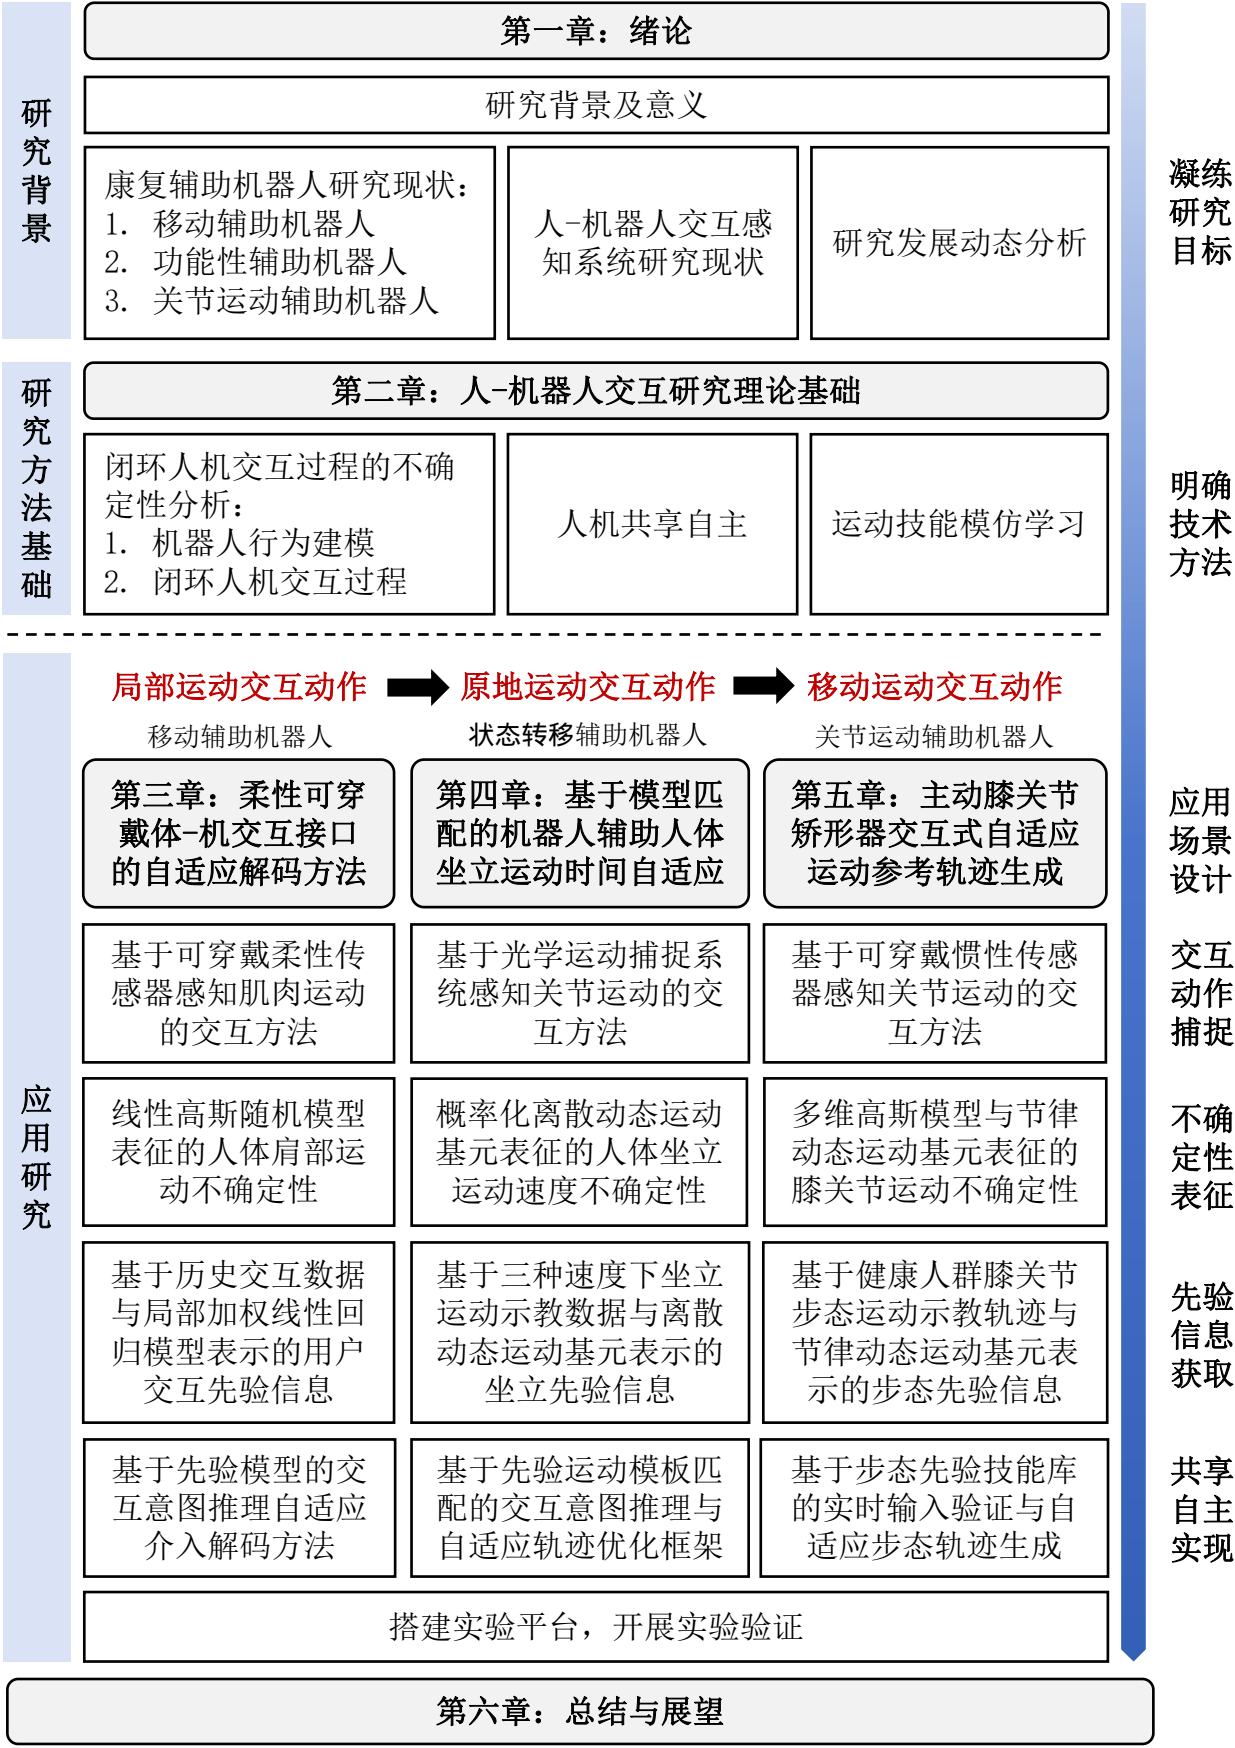 第一章：绪论
研究背景
研究背景及意义
康复辅助机器人研究现状：
1. 移动辅助机器人
2. 功能性辅助机器人
3. 关节运动辅助机器人
人-机器人交互感
知系统研究现状
研究发展动态分析
凝练
研究
目标
研究方法基础
第二章：人-机器人交互研究理论基础
闭环人机交互过程的不确
定性分析：
1. 机器人行为建模
2. 闭环人机交互过程
人机共享自主
运动技能模仿学习
明确
技术
方法
应用研究
局部运动交互动作
原地运动交互动作
移动运动交互动作
移动辅助机器人
状态转移辅助机器人
关节运动辅助机器人
第三章：柔性可穿
戴体-机交互接口
的自适应解码方法
第四章：基于模型匹
配的机器人辅助人体
坐立运动时间自适应
第五章：主动膝关节
矫形器交互式自适应
运动参考轨迹生成
应用
场景
设计
基于可穿戴柔性传
感器感知肌肉运动
的交互方法
基于光学运动捕捉系
统感知关节运动的交
互方法
基于可穿戴惯性传感
器感知关节运动的交
互方法
交互
动作
捕捉
线性高斯随机模型
表征的人体肩部运
动不确定性
概率化离散动态运动
基元表征的人体坐立
运动速度不确定性
多维高斯模型与节律
动态运动基元表征的
膝关节运动不确定性
不确
定性
表征
基于历史交互数据
与局部加权线性回
归模型表示的用户
交互先验信息
基于三种速度下坐立
运动示教数据与离散
动态运动基元表示的
坐立先验信息
基于健康人群膝关节
步态运动示教轨迹与
节律动态运动基元表
示的步态先验信息
先验
信息
获取
基于先验模型的交
互意图推理自适应
介入解码方法
基于先验运动模板匹
配的交互意图推理与
自适应轨迹优化框架
基于步态先验技能库
的实时输入验证与自
适应步态轨迹生成
共享
自主
实现
搭建实验平台，开展实验验证
第六章：总结与展望